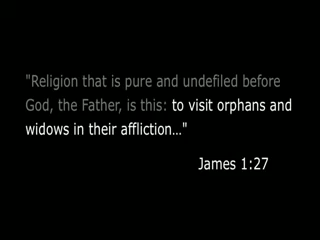 "Religion that is pure and undefiled before
God, the Father, is this: to visit orphans and
widows in their affliction…"
James 1:27